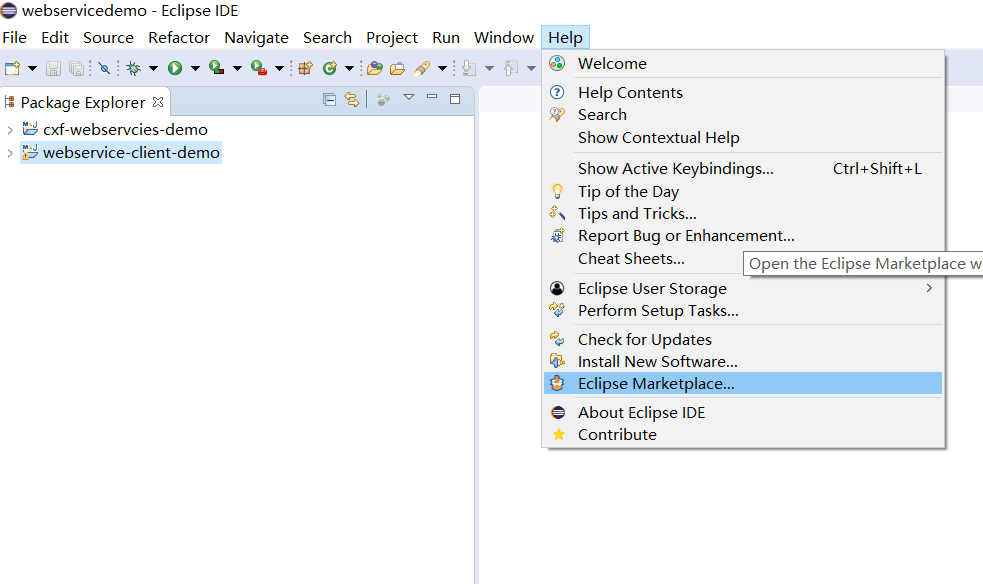 webservicedemo - Eclipse IDE
File Edit Source Refactor Navigate Search Project Run Window Help
Package Explorer
cxf-webservcies-demo
webservice-client-demo
Welcome
Help Contents
Search
Show Contextual Help
Show Active Keybindings... Ctrl+Shift+L
Tip of the Day
Tips and Tricks...
Report Bug or Enhancement...
Cheat Sheets...
Open the Eclipse Marketplace w
Eclipse User Storage
Perform Setup Tasks...
Check for Updates
Install New Software...
Eclipse Marketplace...
About Eclipse IDE
Contribute